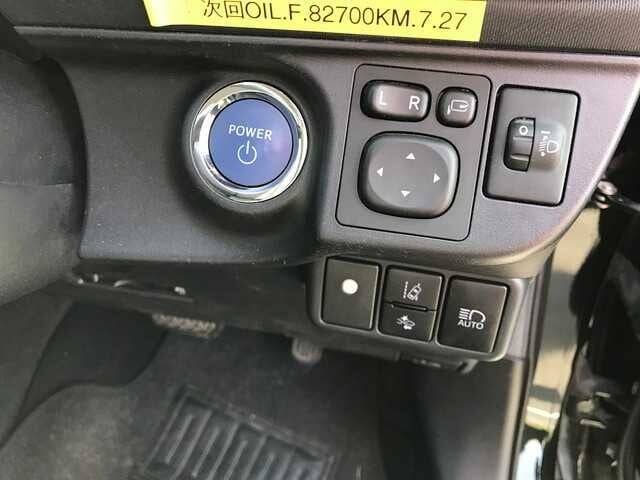 次回OIL.F.82700KM.7.27
L R
POWER
O
AUTO